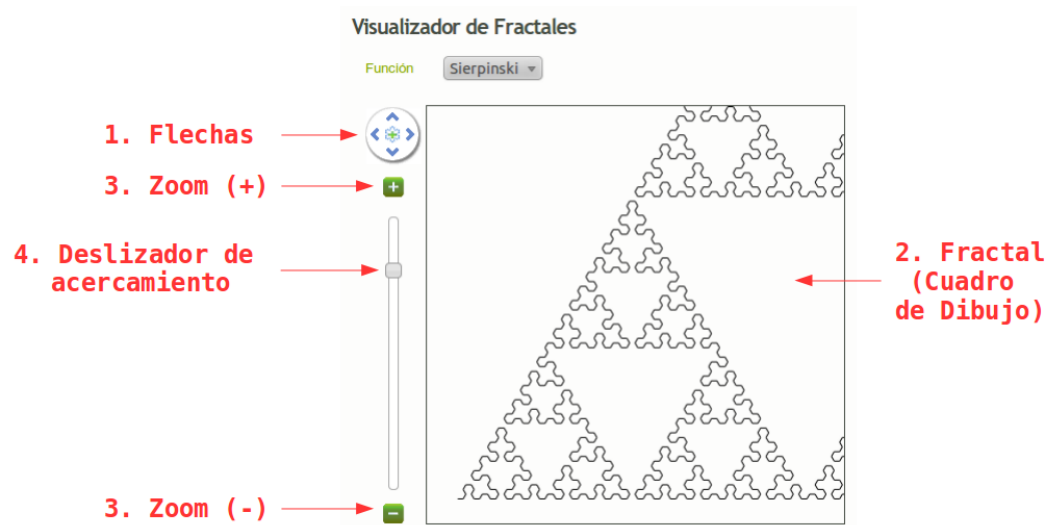 Visualizador de Fractales
Función
Sierpinski
1. Flechas
3. Zoom (+)
4. Deslizador de
acercamiento
2. Fractal
(Cuadro
de Dibujo)
3. Zoom (-)